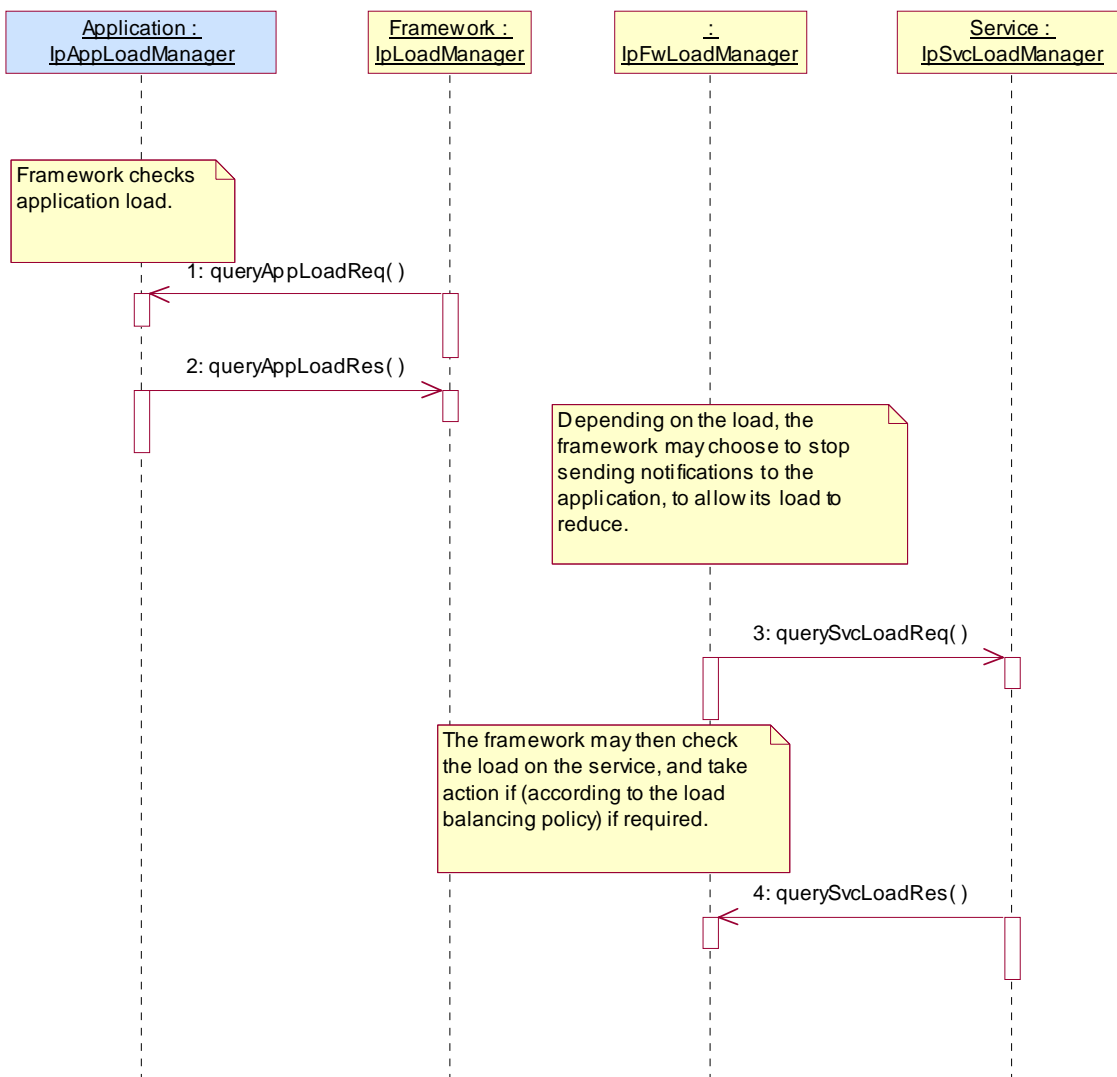 Application :
IpAppLoadManager
Framework :
IpLoadManager
:
IpFwLoadManager
Service :
IpSvcLoadManager
Framework checks
application load.
1: queryAppLoadReq( )
2: queryAppLoadRes( )
Depending on the load, the
framework may choose to stop
sending notifications to the
application, to allow its load to
reduce.
3: querySvcLoadReq( )
The framework may then check
the load on the service, and take
action if (according to the load
balancing policy) if required.
4: querySvcLoadRes( )